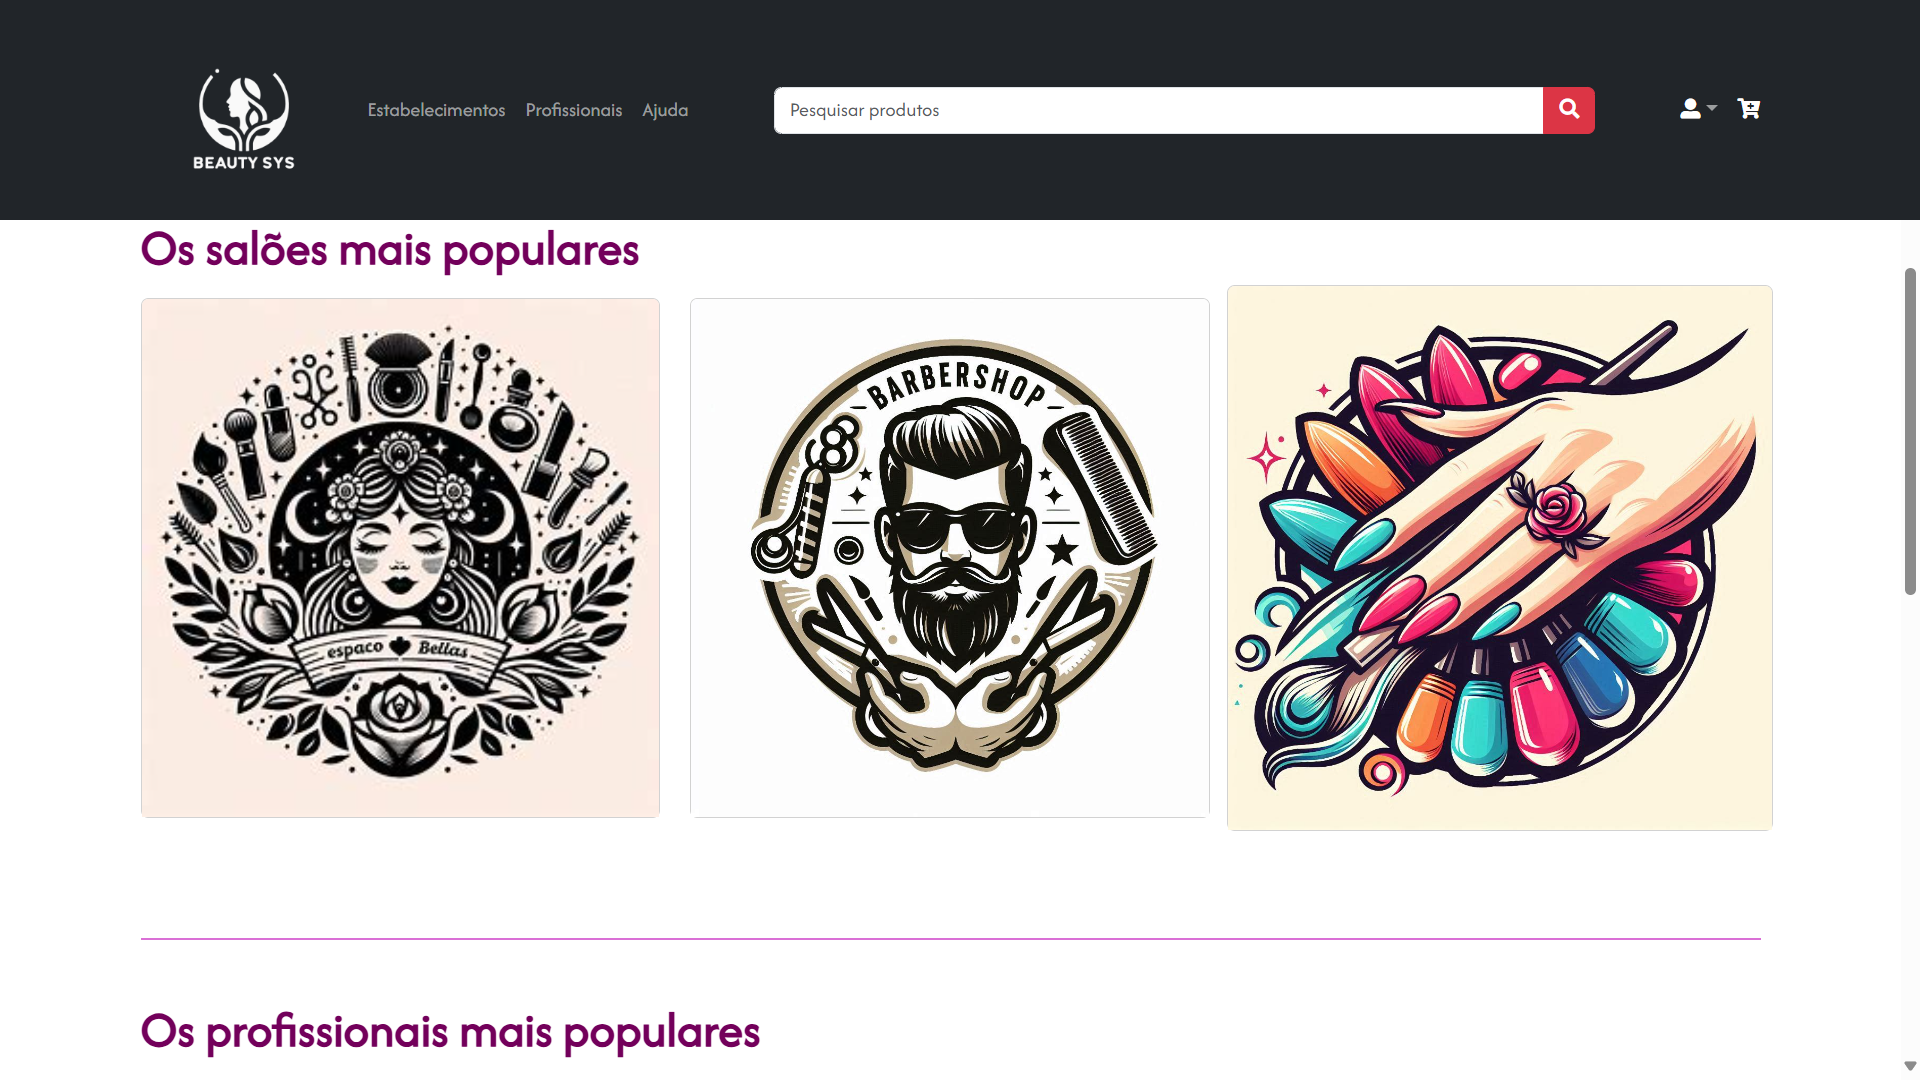 BEAUTY SYS
Estabelecimentos Profissionais Ajuda
Pesquisar produtos
Os salões mais populares
espaco Bellas
BARBERSHOP
Os profissionais mais populares